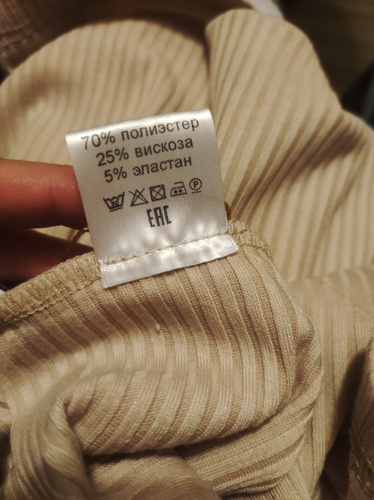 70% полиэстер
25% вискоза
5% эластан
EAC